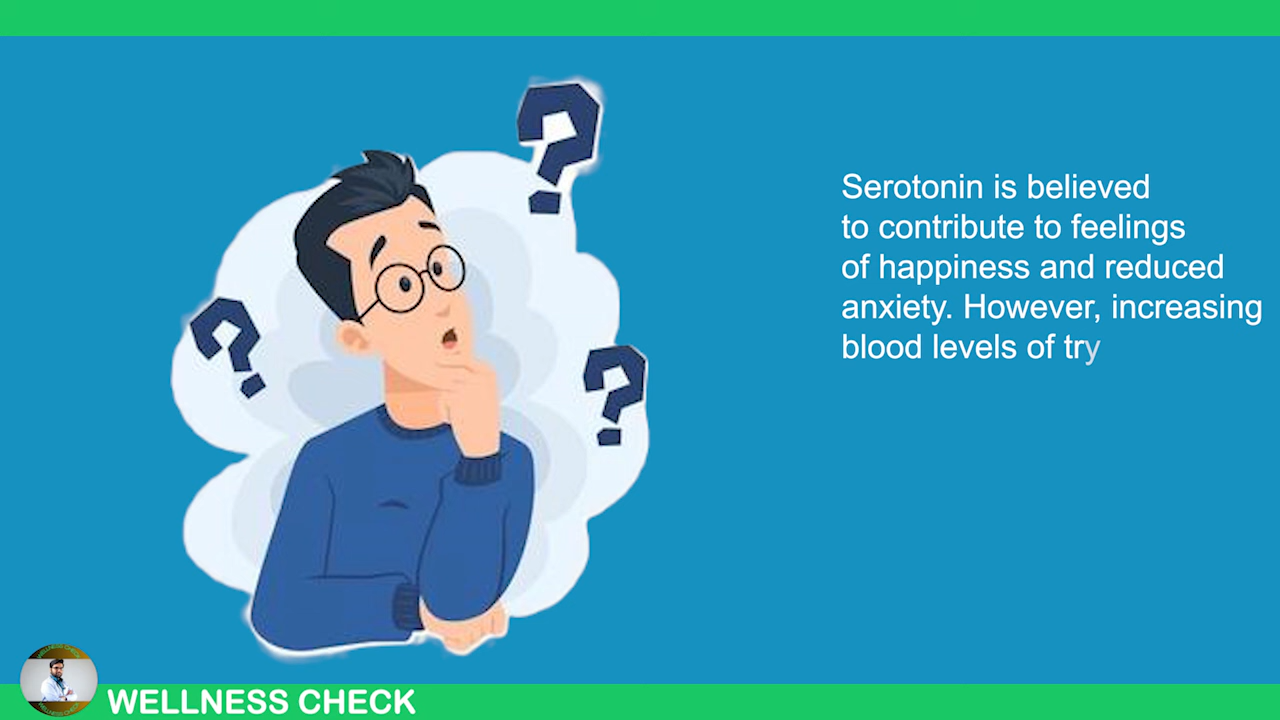 Serotonin is believed
to contribute to feelings
of happiness and reduced
anxiety. However, increasing
blood levels of try
WELLNESS CHECK